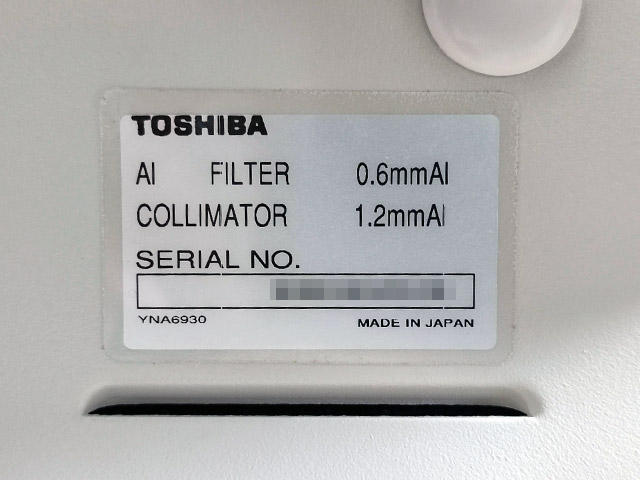 TOSHIBA
Al FILTER 0.6mmAl
COLLIMATOR 1.2mmAl
SERIAL NO.
YNA6930 MADE IN JAPAN